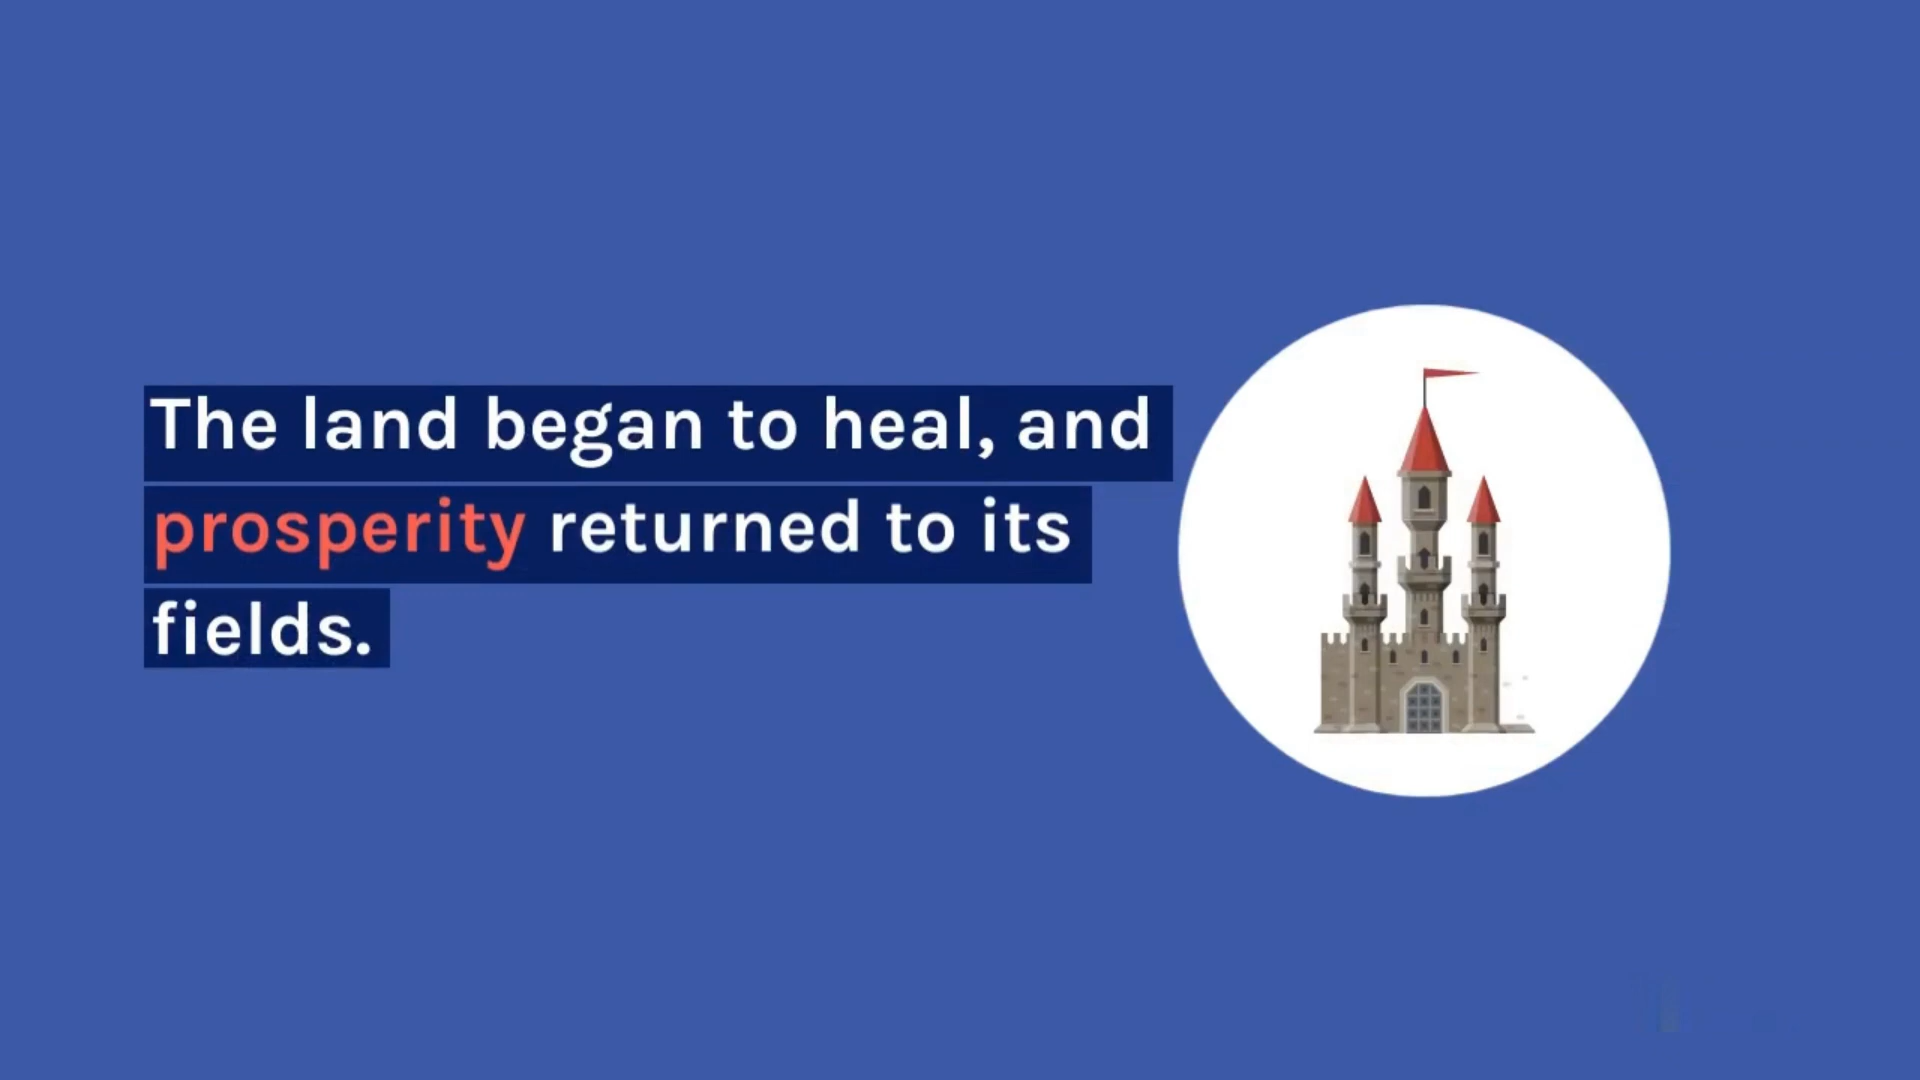 The land began to heal, and
prosperity returned to its
fields.